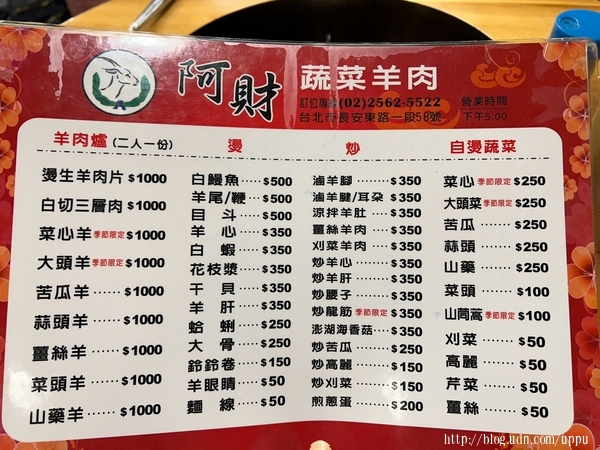 阿財 蔬菜羊肉
訂位專線(02)2562-5522
台北市長安東路一段58號
營業時間
下午5:00
羊肉爐(二人一份)
燙生羊肉片 $1000
白切三層肉 $1000
菜心羊 季節限定 $1000
大頭羊 季節限定 $1000
苦瓜羊 $1000
蒜頭羊 $1000
薑絲羊 $1000
菜頭羊 $1000
山藥羊 $1000
燙
白鰻魚 $500
羊尾/鞭 $500
目斗 $500
羊心 $350
白蝦 $350
花枝漿 $350
干貝 $350
羊肝 $350
蛤蜊 $250
大骨 $250
鈴鈴卷 $150
羊眼睛 $50
麵線 $50
炒
滷羊腳 $350
滷羊腱/耳朵 $350
涼拌羊肚 $350
薑絲羊肉 $350
刈菜羊肉 $350
炒羊心 $350
炒羊肝 $350
炒腰子 $350
炒龍筋 季節限定 $350
澎湖海香菇 $350
炒苦瓜 $250
炒高麗 $150
炒刈菜 $150
煎蔥蛋 $200
自燙蔬菜
菜心 季節限定 $250
大頭菜 季節限定 $250
苦瓜 $250
蒜頭 $250
山藥 $250
菜頭 $100
山茼蒿 季節限定 $100
刈菜 $50
高麗 $50
芹菜 $50
薑絲 $50
http://blog.udn.com/uppu